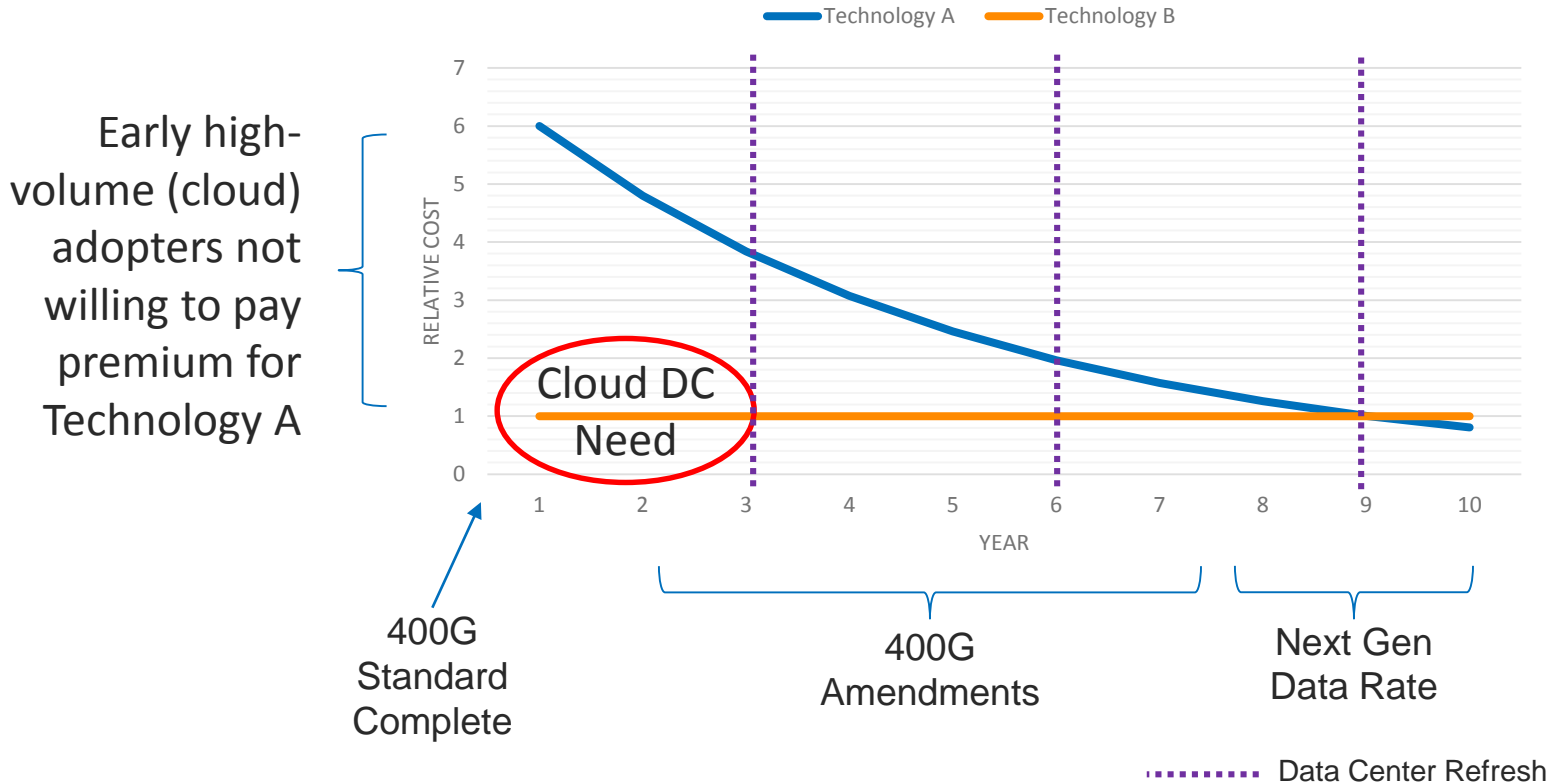 Technology A Technology B
Early high-
volume (cloud)
adopters not
willing to pay
premium for
Technology A
RELATIVE COST
7
6
5
4
3
2
1
0
Cloud DC
Need
1 2 3 4 5 6 7 8 9 10
YEAR
400G
Standard
Complete
400G
Amendments
Next Gen
Data Rate
Data Center Refresh